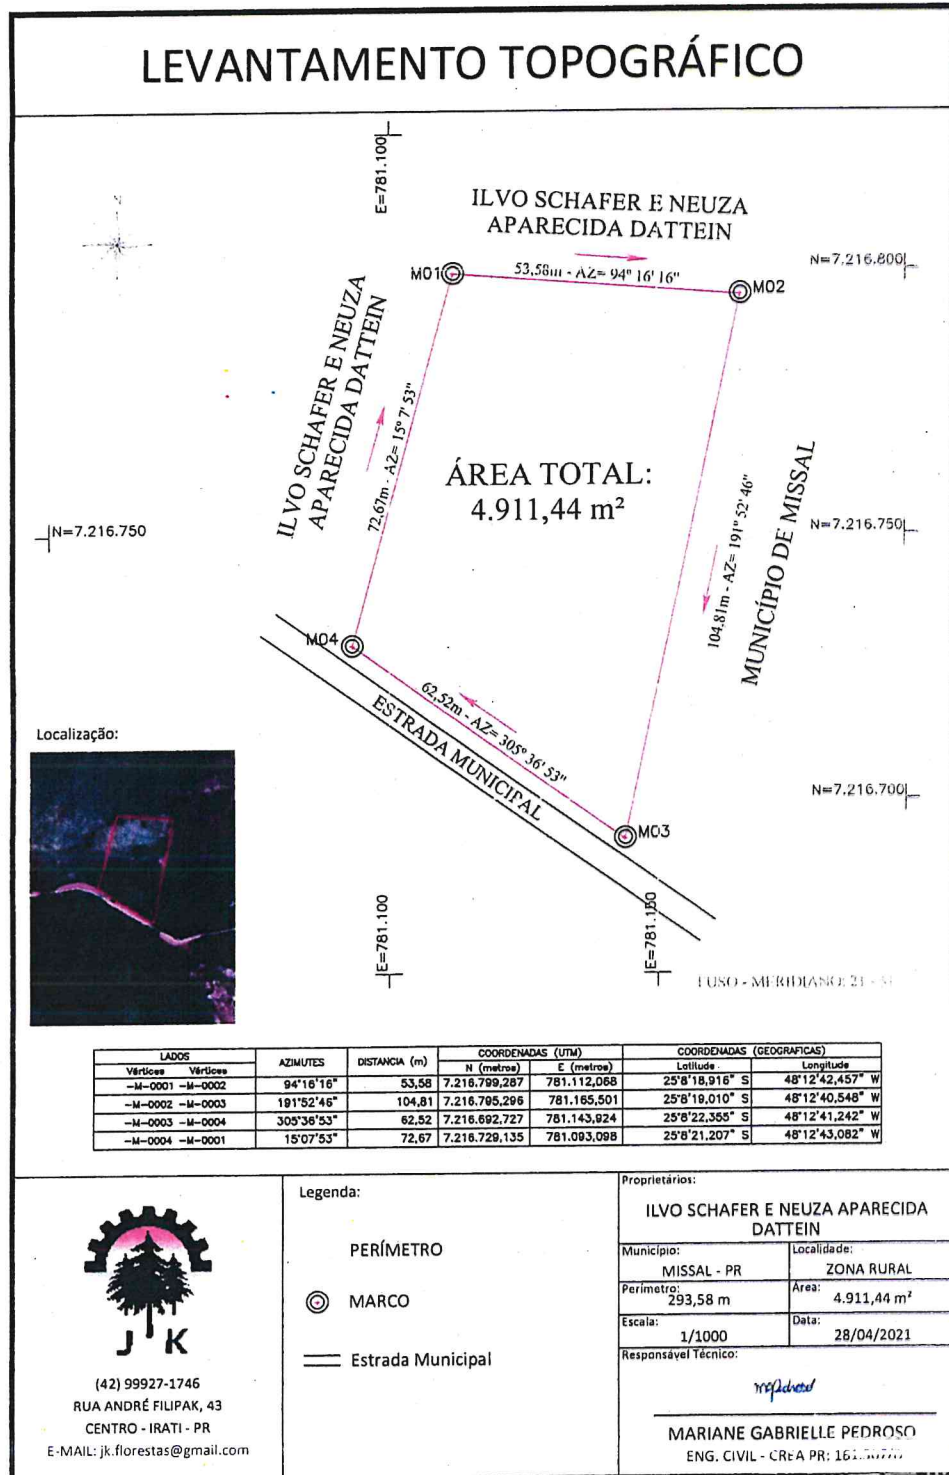 LEVANTAMENTO TOPOGRÁFICO
E=781.100
N
ILVO SCHAFER E NEUZA
APARECIDA DATTEIN
N=7.216.800
M01
53,58m - AZ= 94° 16' 16"
M02
ILVO SCHAFER E NEUZA
APARECIDA DATTEIN
72,67m - AZ= 15° 7' 53"
ÁREA TOTAL:
4.911,44 m²
104,81m - AZ= 191° 52' 46"
MUNICÍPIO DE MISSAL
N=7.216.750
N=7.216.750
M04
62,52m - AZ= 305° 36' 53"
ESTRADA MUNICIPAL
Localização:
N=7.216.700
M03
E=781.100
E=781.150
FUSO - MERIDIANO: 21 -
LADOS AZIMUTES DISTANCIA (m) COORDENADAS (UTM) COORDENADAS (GEOGRAFICAS)
Vértices Vértices N (metros) E (metros) Latitude Longitude
-M-0001 -M-0002 94°16'16" 53,58 7.216.799,287 781.112,068 25°8'18,916" S 48°12'42,457" W
-M-0002 -M-0003 191°52'46" 104,81 7.216.795,296 781.165,501 25°8'19,010" S 48°12'40,548" W
-M-0003 -M-0004 305°36'53" 62,52 7.216.692,727 781.143,924 25°8'22,355" S 48°12'41,242" W
-M-0004 -M-0001 15°07'53" 72,67 7.216.729,135 781.093,098 25°8'21,207" S 48°12'43,082" W
J K
(42) 99927-1746
RUA ANDRÉ FILIPAK, 43
CENTRO - IRATI - PR
E-MAIL: jk.florestas@gmail.com
Legenda:
PERÍMETRO
MARCO
Estrada Municipal
Proprietários:
ILVO SCHAFER E NEUZA APARECIDA
DATTEIN
Município: Localidade:
MISSAL - PR ZONA RURAL
Perímetro: Área:
293,58 m 4.911,44 m²
Escala: Data:
1/1000 28/04/2021
Responsável Técnico:
MARIANE GABRIELLE PEDROSO
ENG. CIVIL - CREA PR: